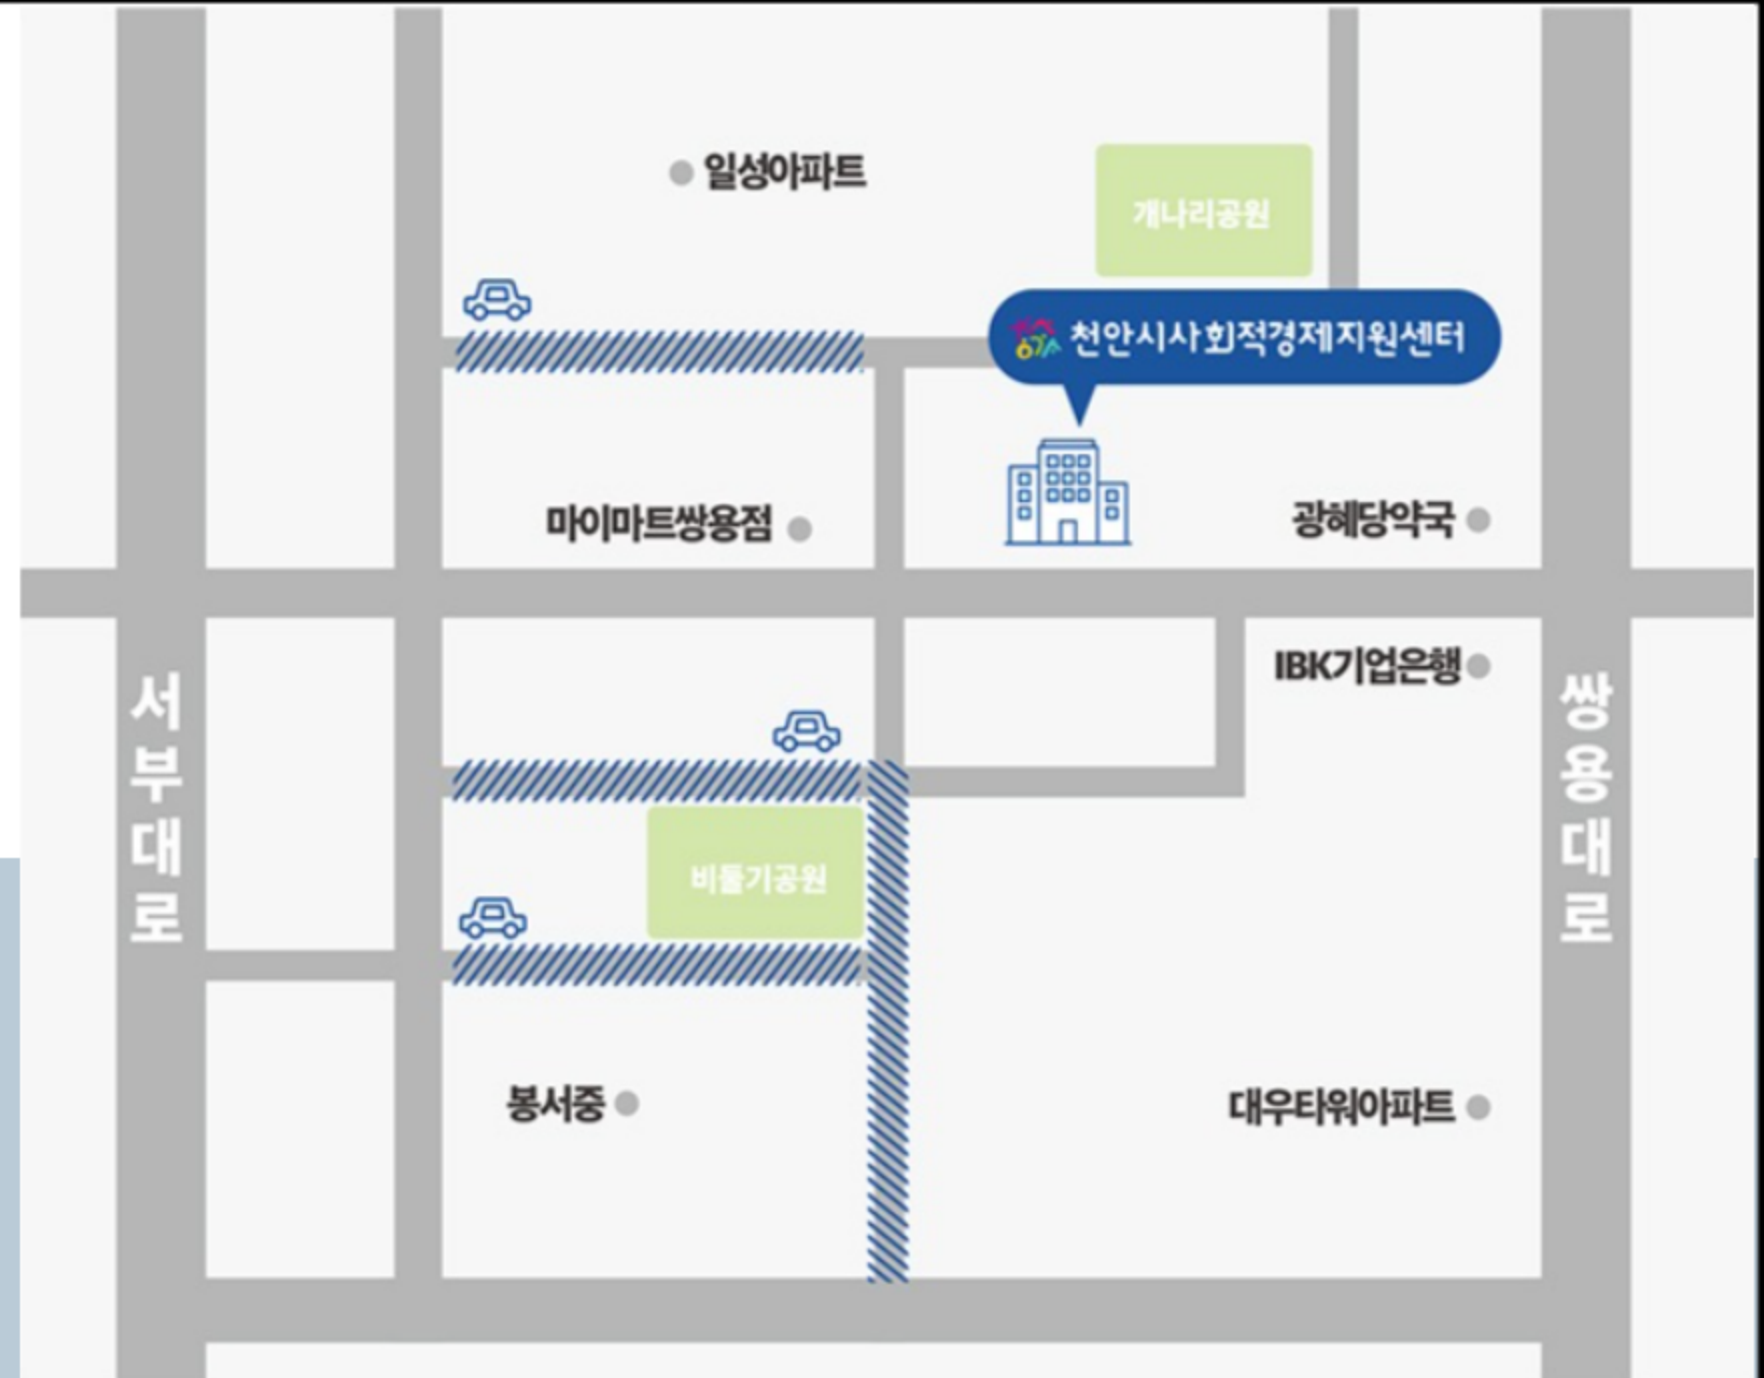 일성아파트
개나리공원
천안시사회적경제지원센터
마이마트쌍용점
광혜당약국
IBK기업은행
서부대로
쌍용대로
비둘기공원
봉서중
대우타워아파트